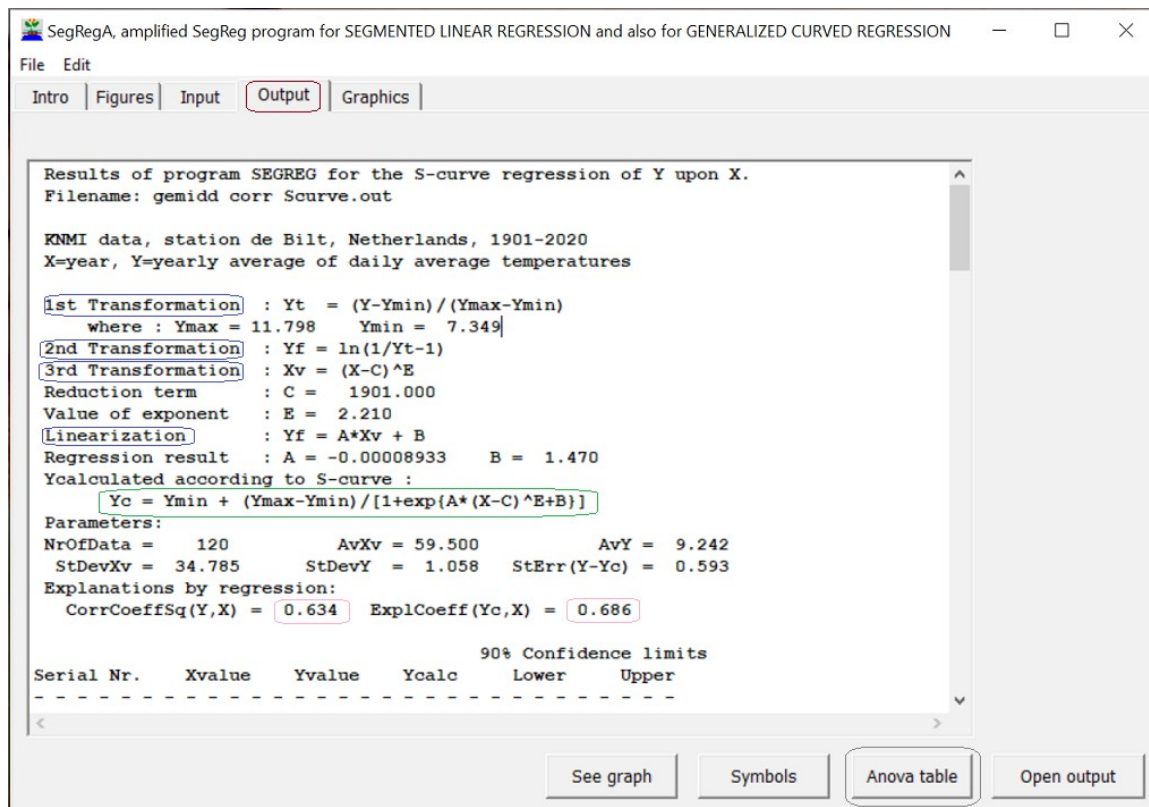 SegRegA, amplified SegReg program for SEGMENTED LINEAR REGRESSION and also for GENERALIZED CURVED REGRESSION
File Edit
Intro Figures Input Output Graphics
Results of program SEGREG for the S-curve regression of Y upon X.
Filename: gemidd corr Scurve.out
KNMI data, station de Bilt, Netherlands, 1901-2020
X=year, Y=yearly average of daily average temperatures
1st Transformation : Yt = (Y-Ymin)/(Ymax-Ymin)
where : Ymax = 11.798 Ymin = 7.349
2nd Transformation : Yf = ln(1/Yt-1)
3rd Transformation : Xv = (X-C)^E
Reduction term : C = 1901.000
Value of exponent : E = 2.210
Linearization : Yf = A*Xv + B
Regression result : A = -0.00008933 B = 1.470
Ycalculated according to S-curve :
Yc = Ymin + (Ymax-Ymin)/[1+exp{A*(X-C)^E+B}]
Parameters:
NrOfData = 120 AvXv = 59.500 AvY = 9.242
StDevXv = 34.785 StDevY = 1.058 StErr(Y-Yc) = 0.593
Explanations by regression:
CorrCoeffSq(Y,X) = 0.634 ExplCoeff(Yc,X) = 0.686
90% Confidence limits
Serial Nr. Xvalue Yvalue Ycalc Lower Upper
- - - - - - - - - - - - - - - - - - - - - - - - - - - - - -
See graph Symbols Anova table Open output